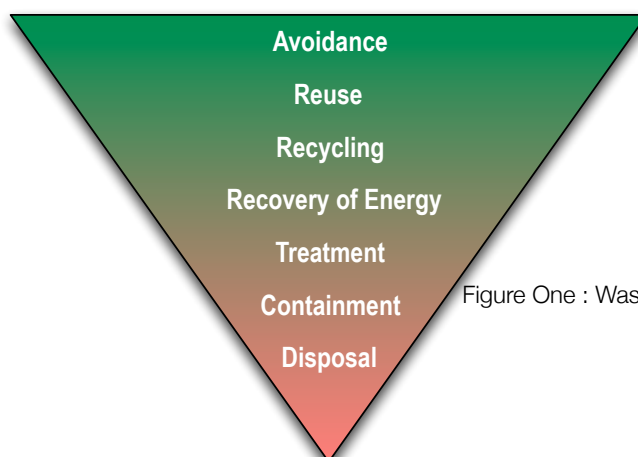 Avoidance
Reuse
Recycling
Recovery of Energy
Treatment
Containment
Figure One : Was
Disposal